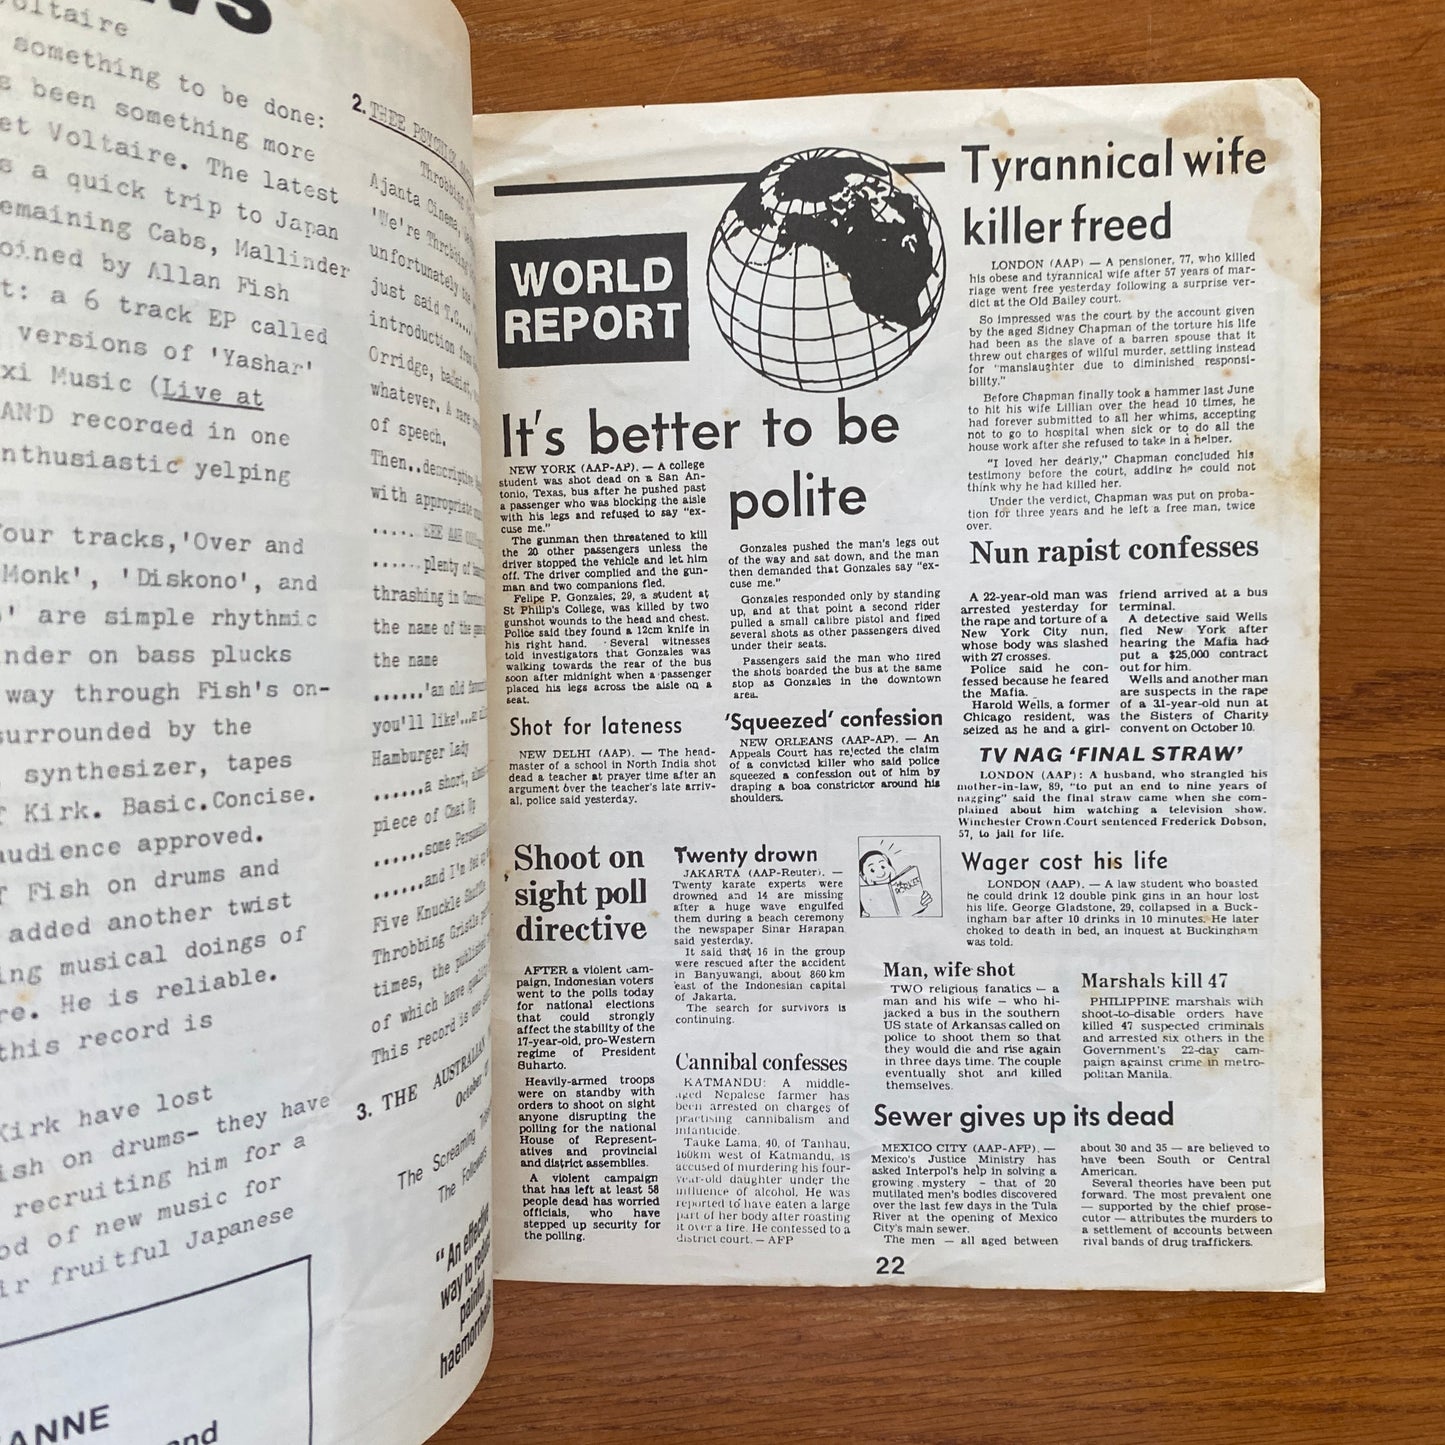 Voltaire
something to be done:
been something more
Voltaire. The latest
s a quick trip to Japan
emaining Cabs, Mallinder
oined by Allan Fish
t: a 6 track EP called
versions of 'Yashar'
xi Music (Live at
AND recorded in one
nthusiastic yelping
our tracks,'Over and
Monk', 'Diskono', and
' are simple rhythmic
nder on bass plucks
way through Fish's on-
surrounded by the
synthesizer, tapes
Kirk. Basic.Concise.
audience approved.
Fish on drums and
added another twist
ing musical doings of
re. He is reliable.
this record is
Kirk have lost
ish on drums- they have
recruiting him for a
od of new music for
ir fruitful Japanese
ANNE
and
2. THEE
Throbbing
Ajanta Cinema,
'We're Throbbing
unfortunately
just said
introduction
Orridge,
whatever. A rare
of speech.
Then..descriptive
with appropriate
......plenty of
thrashing in
the name of the
the name
......'an old
you'll like'...
Hamburger Lady
......a short,
piece of Chat Up
......some
......and I'm
Five Knuckle Shuffle
Throbbing Gristle
times, the published
of which have
This record is one
3. THE AUSTRALIAN
October
The Screaming
The Followers
"An effective
way to
painful
WORLD
REPORT
It's better to be
polite
NEW YORK (AAP-AP). — A college
student was shot dead on a San An-
tonio, Texas, bus after he pushed past
a passenger who was blocking the aisle
with his legs and refused to say "ex-
cuse me."
The gunman then threatened to kill
the 20 other passengers unless the
driver stopped the vehicle and let him
off. The driver complied and the gun-
man and two companions fled.
Felipe P. Gonzales, 29, a student at
St Philip's College, was killed by two
gunshot wounds to the head and chest.
Police said they found a 12cm knife in
his right hand. Several witnesses
told investigators that Gonzales was
walking towards the rear of the bus
soon after midnight when a passenger
placed his legs across the aisle on a
seat.
Gonzales pushed the man's legs out
of the way and sat down, and the man
then demanded that Gonzales say "ex-
cuse me."
Gonzales responded only by standing
up, and at that point a second rider
pulled a small calibre pistol and fired
several shots as other passengers dived
under their seats.
Passengers said the man who fired
the shots boarded the bus at the same
stop as Gonzales in the downtown
area.
Shot for lateness
NEW DELHI (AAP). — The head-
master of a school in North India shot
dead a teacher at prayer time after an
argument over the teacher's late arriv-
al, police said yesterday.
'Squeezed' confession
NEW ORLEANS (AAP-AP). — An
Appeals Court has rejected the claim
of a convicted killer who said police
squeezed a confession out of him by
draping a boa constrictor around his
shoulders.
Tyrannical wife
killer freed
LONDON (AAP) — A pensioner, 77, who killed
his obese and tyrannical wife after 57 years of mar-
riage went free yesterday following a surprise ver-
dict at the Old Bailey court.
So impressed was the court by the account given
by the aged Sidney Chapman of the torture his life
had been as the slave of a barren spouse that it
threw out charges of wilful murder, settling instead
for "manslaughter due to diminished responsi-
bility."
Before Chapman finally took a hammer last June
to hit his wife Lillian over the head 10 times, he
had forever submitted to all her whims, accepting
not to go to hospital when sick or to do all the
house work after she refused to take in a helper.
"I loved her dearly," Chapman concluded his
testimony before the court, adding he could not
think why he had killed her.
Under the verdict, Chapman was put on proba-
tion for three years and he left a free man, twice
over.
Nun rapist confesses
A 22-year-old man was
arrested yesterday for
the rape and torture of a
New York City nun,
whose body was slashed
with 27 crosses.
Police said he con-
fessed because he feared
the Mafia.
Harold Wells, a former
Chicago resident, was
seized as he and a girl-
friend arrived at a bus
terminal.
A detective said Wells
fled New York after
hearing the Mafia had
put a $25,000 contract
out for him.
Wells and another man
are suspects in the rape
of a 31-year-old nun at
the Sisters of Charity
convent on October 10.
TV NAG 'FINAL STRAW'
LONDON (AAP): A husband, who strangled his
mother-in-law, 89, "to put an end to nine years of
nagging" said the final straw came when she com-
plained about him watching a television show.
Winchester Crown Court sentenced Frederick Dobson,
57, to jail for life.
Shoot on
sight poll
directive
AFTER a violent cam-
paign, Indonesian voters
went to the polls today
for national elections
that could strongly
affect the stability of the
17-year-old, pro-Western
regime of President
Suharto.
Heavily-armed troops
were on standby with
orders to shoot on sight
anyone disrupting the
polling for the national
House of Represent-
atives and provincial
and district assemblies.
A violent campaign
that has left at least 58
people dead has worried
officials, who have
stepped up security for
the polling.
Twenty drown
JAKARTA (AAP-Reuter). —
Twenty karate experts were
drowned and 14 are missing
after a huge wave engulfed
them during a beach ceremony
the newspaper Sinar Harapan
said yesterday.
It said that 16 in the group
were rescued after the accident
in Banyuwangi, about 860km
east of the Indonesian capital
of Jakarta.
The search for survivors is
continuing.
Cannibal confesses
KATMANDU: A middle-
aged Nepalese farmer has
been arrested on charges of
practising cannibalism and
infanticide.
Tauke Lama, 40, of Tanhau,
160km west of Katmandu, is
accused of murdering his four-
year-old daughter under the
influence of alcohol. He was
reported to have eaten a large
part of her body after roasting
it over a fire. He confessed to a
district court. — AFP
Wager cost his life
LONDON (AAP). — A law student who boasted
he could drink 12 double pink gins in an hour lost
his life. George Gladstone, 29, collapsed in a Buck-
ingham bar after 10 drinks in 10 minutes. He later
choked to death in bed, an inquest at Buckingham
was told.
Man, wife shot
TWO religious fanatics — a
man and his wife — who hi-
jacked a bus in the southern
US state of Arkansas called on
police to shoot them so that
they would die and rise again
in three days time. The couple
eventually shot and killed
themselves.
Marshals kill 47
PHILIPPINE marshals with
shoot-to-disable orders have
killed 47 suspected criminals
and arrested six others in the
Government's 22-day cam-
paign against crime in metro-
politan Manila.
Sewer gives up its dead
MEXICO CITY (AAP-AFP). —
Mexico's Justice Ministry has
asked Interpol's help in solving a
growing mystery — that of 20
mutilated men's bodies discovered
over the last few days in the Tula
River at the opening of Mexico
City's main sewer.
The men — all aged between
about 30 and 35 — are believed to
have been South or Central
American.
Several theories have been put
forward. The most prevalent one
— supported by the chief prose-
cutor — attributes the murders to
a settlement of accounts between
rival bands of drug traffickers.
22